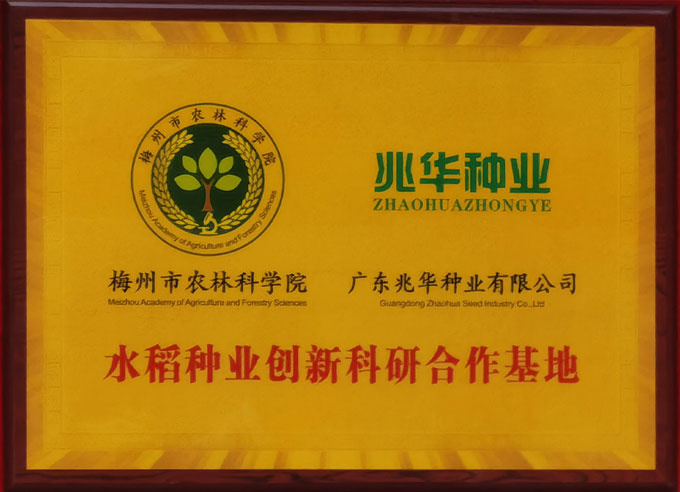 梅州市农林科学院
Meizhou Academy of Agriculture and Forestry Sciences
兆华种业
ZHAOHUAZHONGYE
梅州市农林科学院
Meizhou Academy of Agriculture and Forestry Sciences
广东兆华种业有限公司
Guangdong Zhaohua Seed Industry Co.,Ltd
水稻种业创新科研合作基地